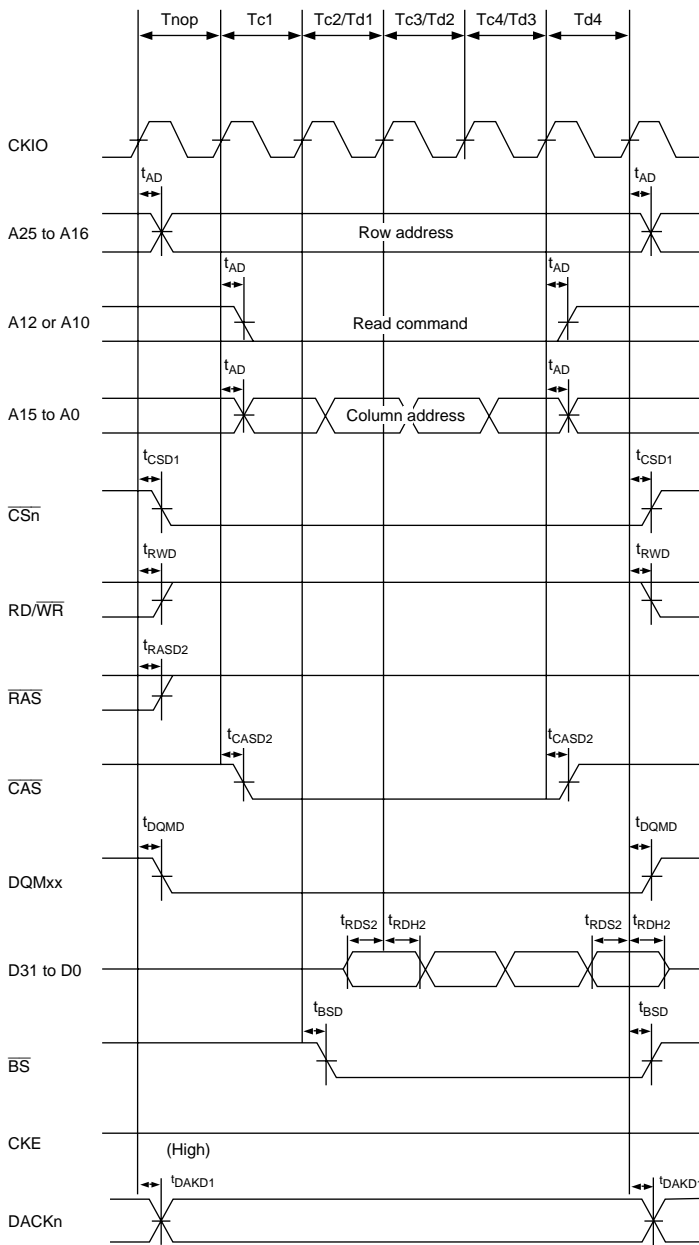 Tnop Tc1 Tc2/Td1 Tc3/Td2 Tc4/Td3 Td4
CKIO
tAD tAD
A25 to A16 Row address
tAD tAD
A12 or A10 Read command
tAD tAD
A15 to A0 Column address
tCSD1 tCSD1
CSn
tRWD tRWD
RD/WR
tRASD2
RAS
tCASD2 tCASD2
CAS
tDQMD tDQMD
DQMxx
tRDS2 tRDH2 tRDS2 tRDH2
D31 to D0
tBSD tBSD
BS
CKE (High)
tDAKD1 tDAKD1
DACKn